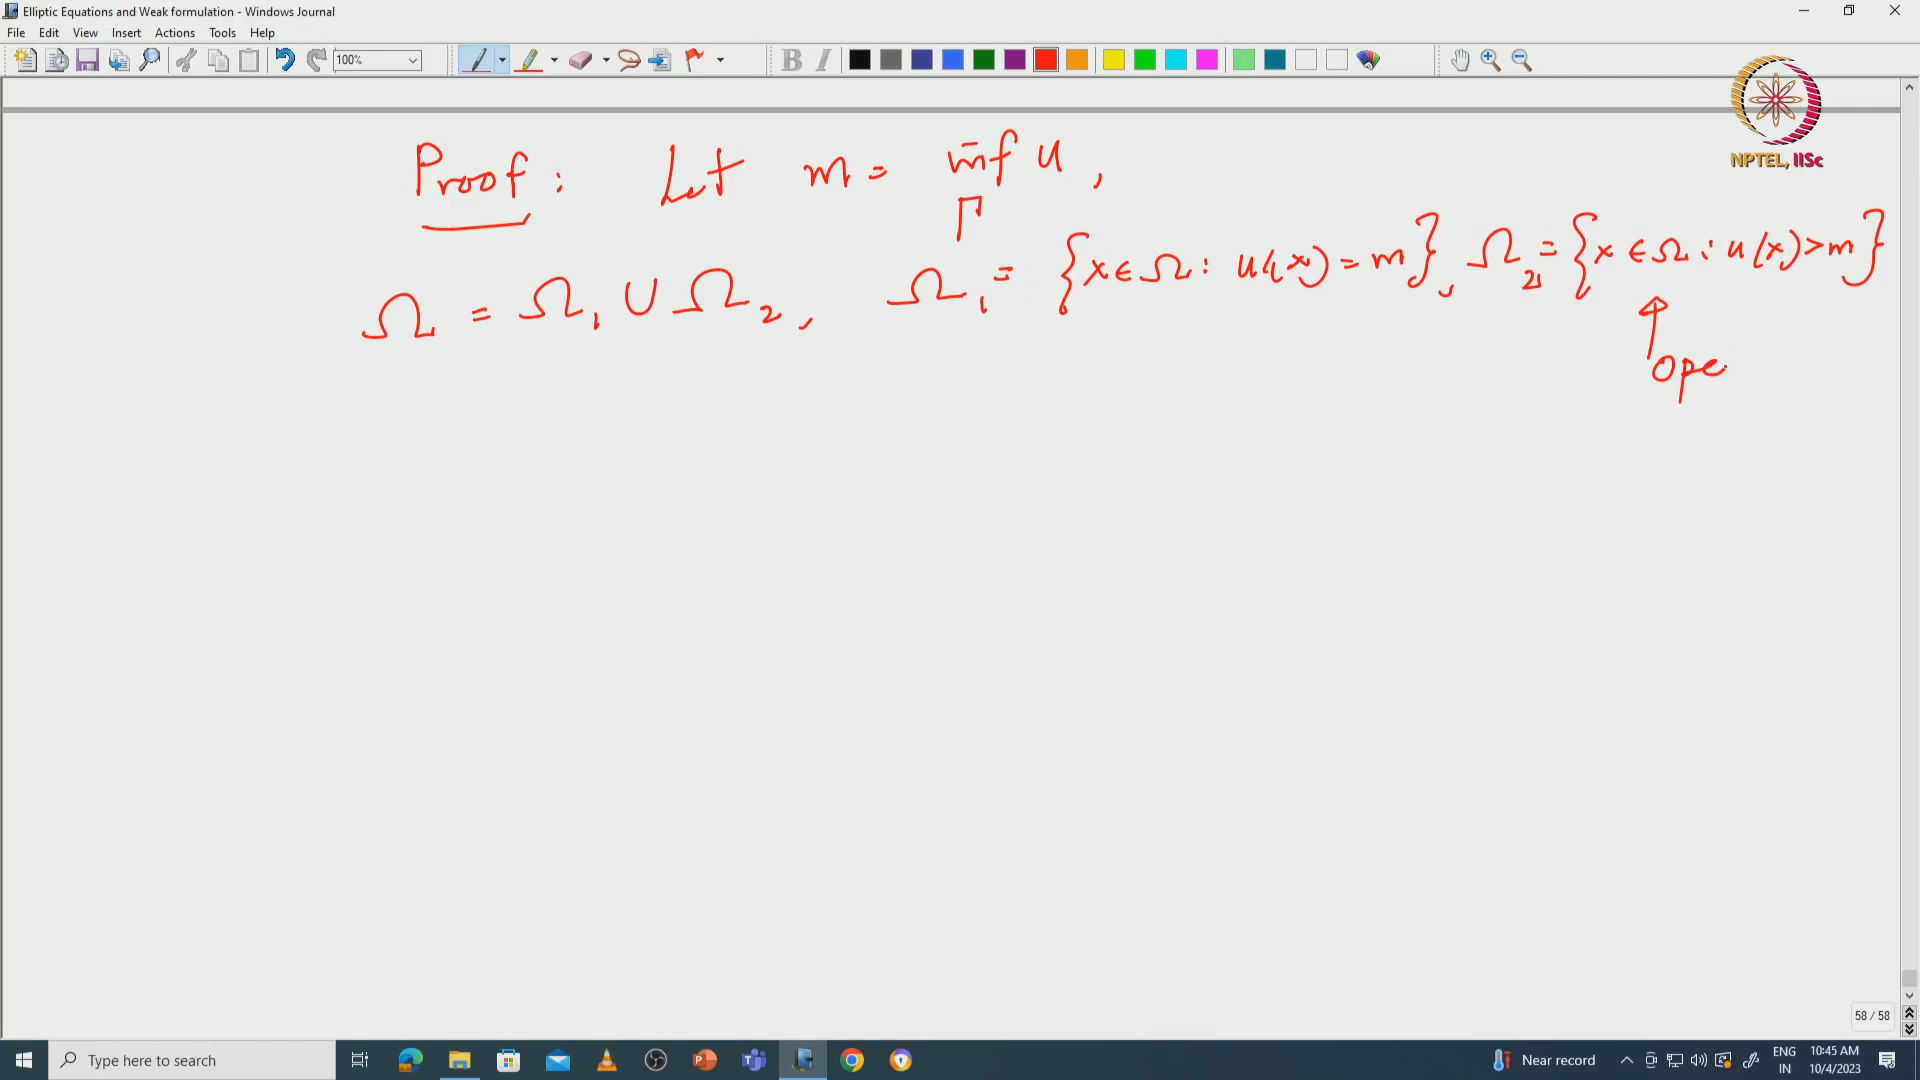 Elliptic Equations and Weak formulation - Windows Journal
File Edit View Insert Actions Tools Help
100%
NPTEL, IISc
Proof : Let m = inf u ,
Γ
Ω = Ω₁ ∪ Ω₂ , Ω₁ = {x ∈ Ω : u(x) = m} , Ω₂ = {x ∈ Ω : u(x) > m}
Ope
58 / 58
Type here to search
Near record
ENG
IN
10:45 AM
10/4/2023